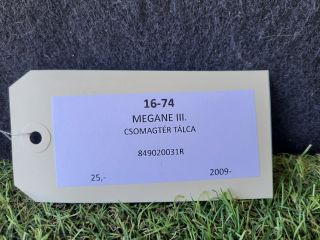 16-74
MEGANE III.
CSOMAGTÉR TÁLCA
849020031R
25,- 2009-